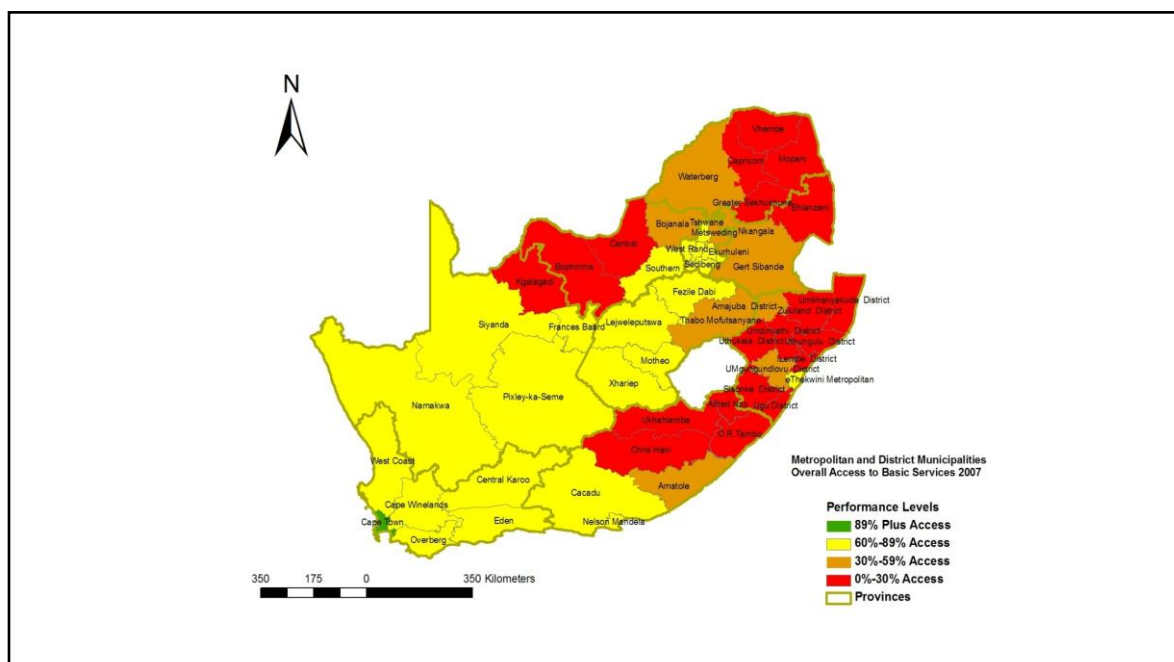 N
Vhembe
Capricorn
Mopani
Waterberg
Greater Sekhukhune
Ehlanzeni
Bojanala
Tshwane
Metsweding
Nkangala
West Rand
Ekurhuleni
Sedibeng
Gert Sibande
Central
Bophirima
Kgalagadi
Southern
Fezile Dabi
Siyanda
Frances Baard
Lejweleputswa
Amajuba District
Thabo Mofutsanyane
Umkhanyakude District
Zululand District
Umzinyathi District
Uthukela District
Uthungulu District
iLembe District
UMgungundlovu District
eThekwini Metropolitan
Sisonke District
Motheo
Xhariep
Namakwa
Pixley-ka-Seme
Alfred Nzo
Ugu District
Ukhahlamba
O.R.Tambo
Chris Hani
West Coast
Central Karoo
Cacadu
Amatole
Cape Winelands
Cape Town
Eden
Nelson Mandela
Overberg
Metropolitan and District Municipalities
Overall Access to Basic Services 2007
Performance Levels
89% Plus Access
60%-89% Access
30%-59% Access
0%-30% Access
Provinces
350 175 0 350 Kilometers